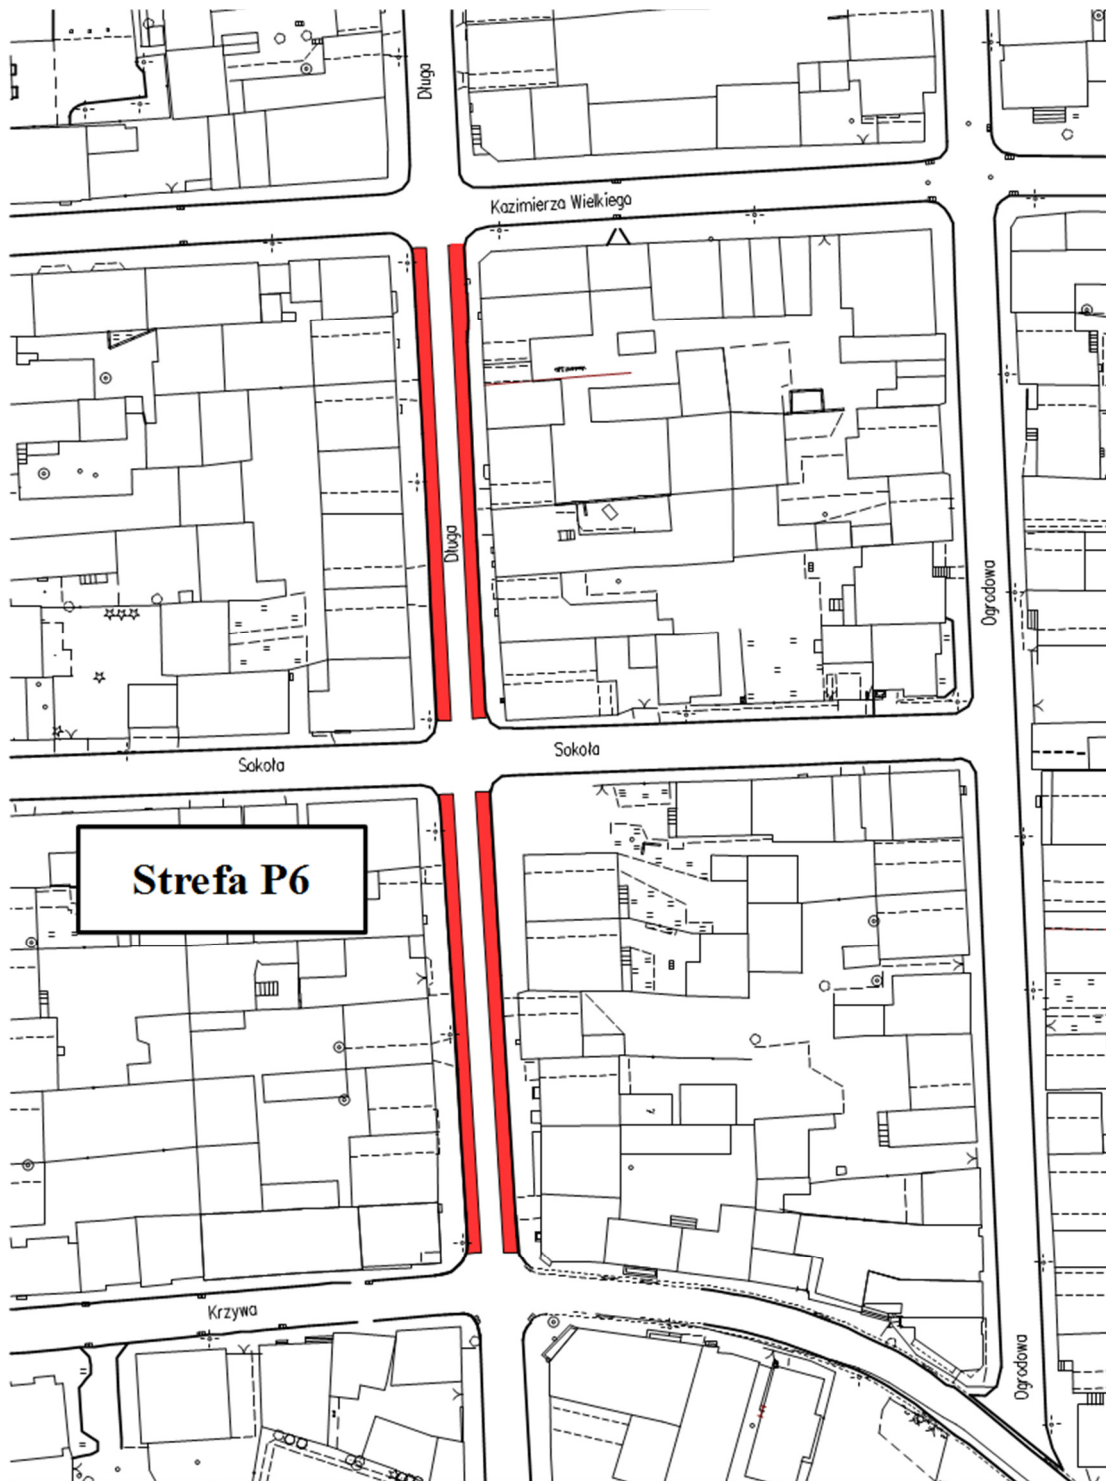 Długa
Kazimierza Wielkiego
Długa
Ogrodowa
Sokoła
Sokoła
Strefa P6
Krzywa
Ogrodowa